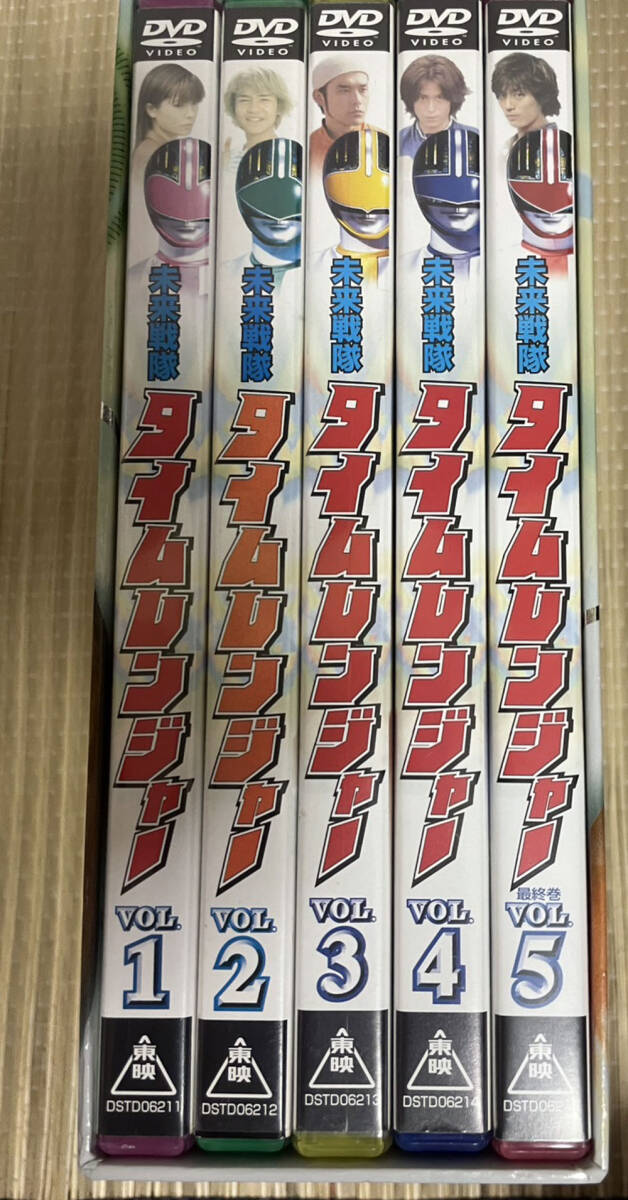 DVD
VIDEO
未来戦隊
タイムレンジャー
VOL.
1
東映
DSTD06211
DVD
VIDEO
未来戦隊
タイムレンジャー
VOL.
2
東映
DSTD06212
DVD
VIDEO
未来戦隊
タイムレンジャー
VOL.
3
東映
DSTD06213
DVD
VIDEO
未来戦隊
タイムレンジャー
VOL.
4
東映
DSTD06214
DVD
VIDEO
未来戦隊
タイムレンジャー
最終巻
VOL.
5
東映